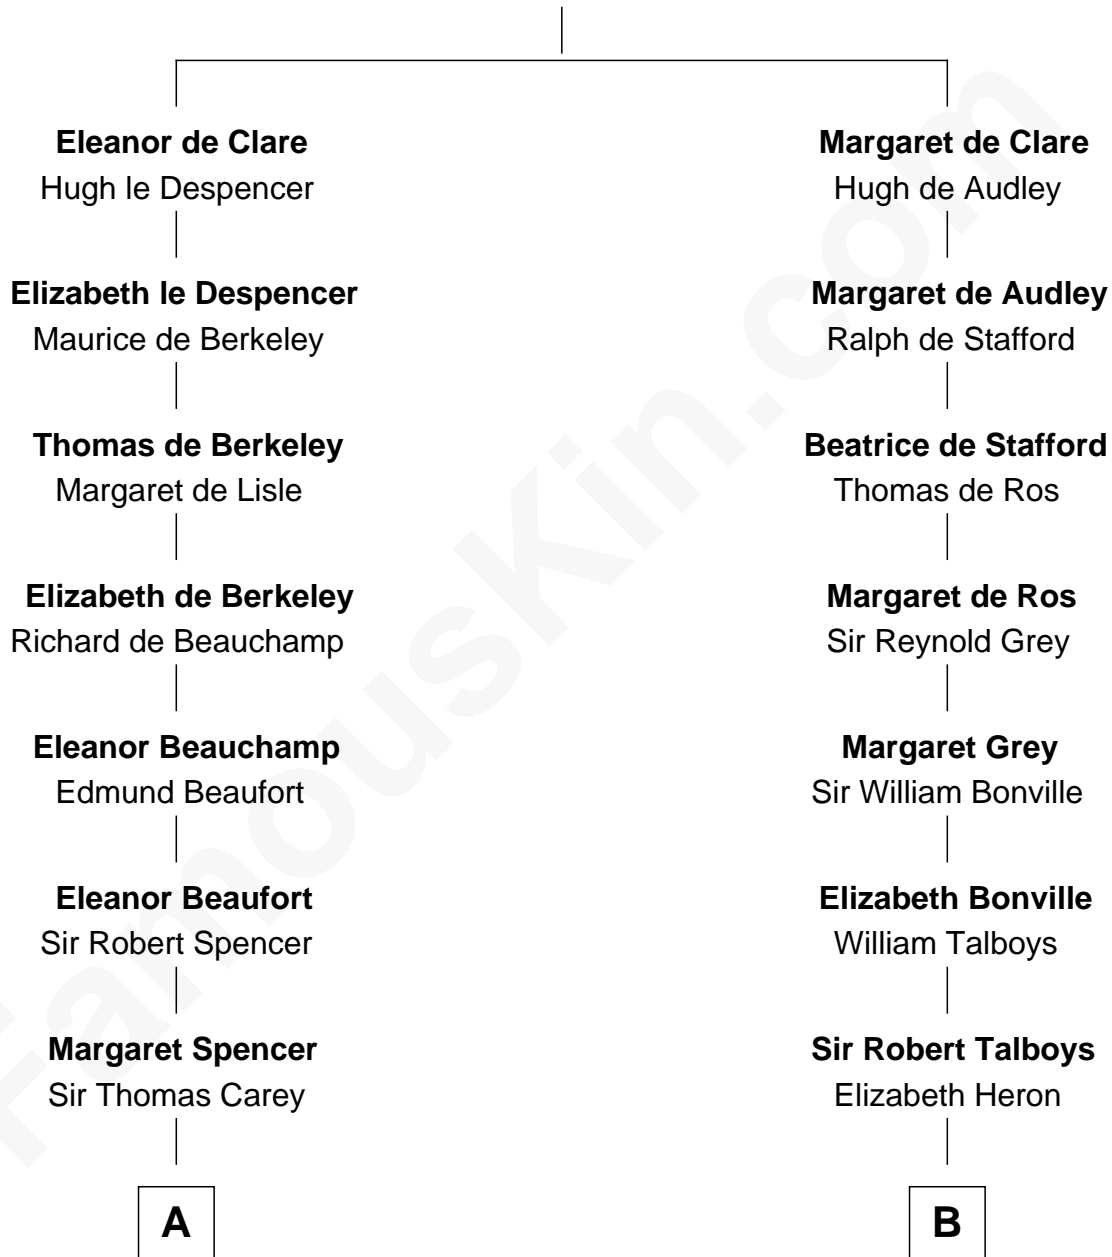 Eleanor de Clare
Hugh le Despencer
Elizabeth le Despencer
Maurice de Berkeley
Thomas de Berkeley
Margaret de Lisle
Elizabeth de Berkeley
Richard de Beauchamp
Eleanor Beauchamp
Edmund Beaufort
Eleanor Beaufort
Sir Robert Spencer
Margaret Spencer
Sir Thomas Carey
A
Margaret de Clare
Hugh de Audley
Margaret de Audley
Ralph de Stafford
Beatrice de Stafford
Thomas de Ros
Margaret de Ros
Sir Reynold Grey
Margaret Grey
Sir William Bonville
Elizabeth Bonville
William Talboys
Sir Robert Talboys
Elizabeth Heron
B
FamousKin.com